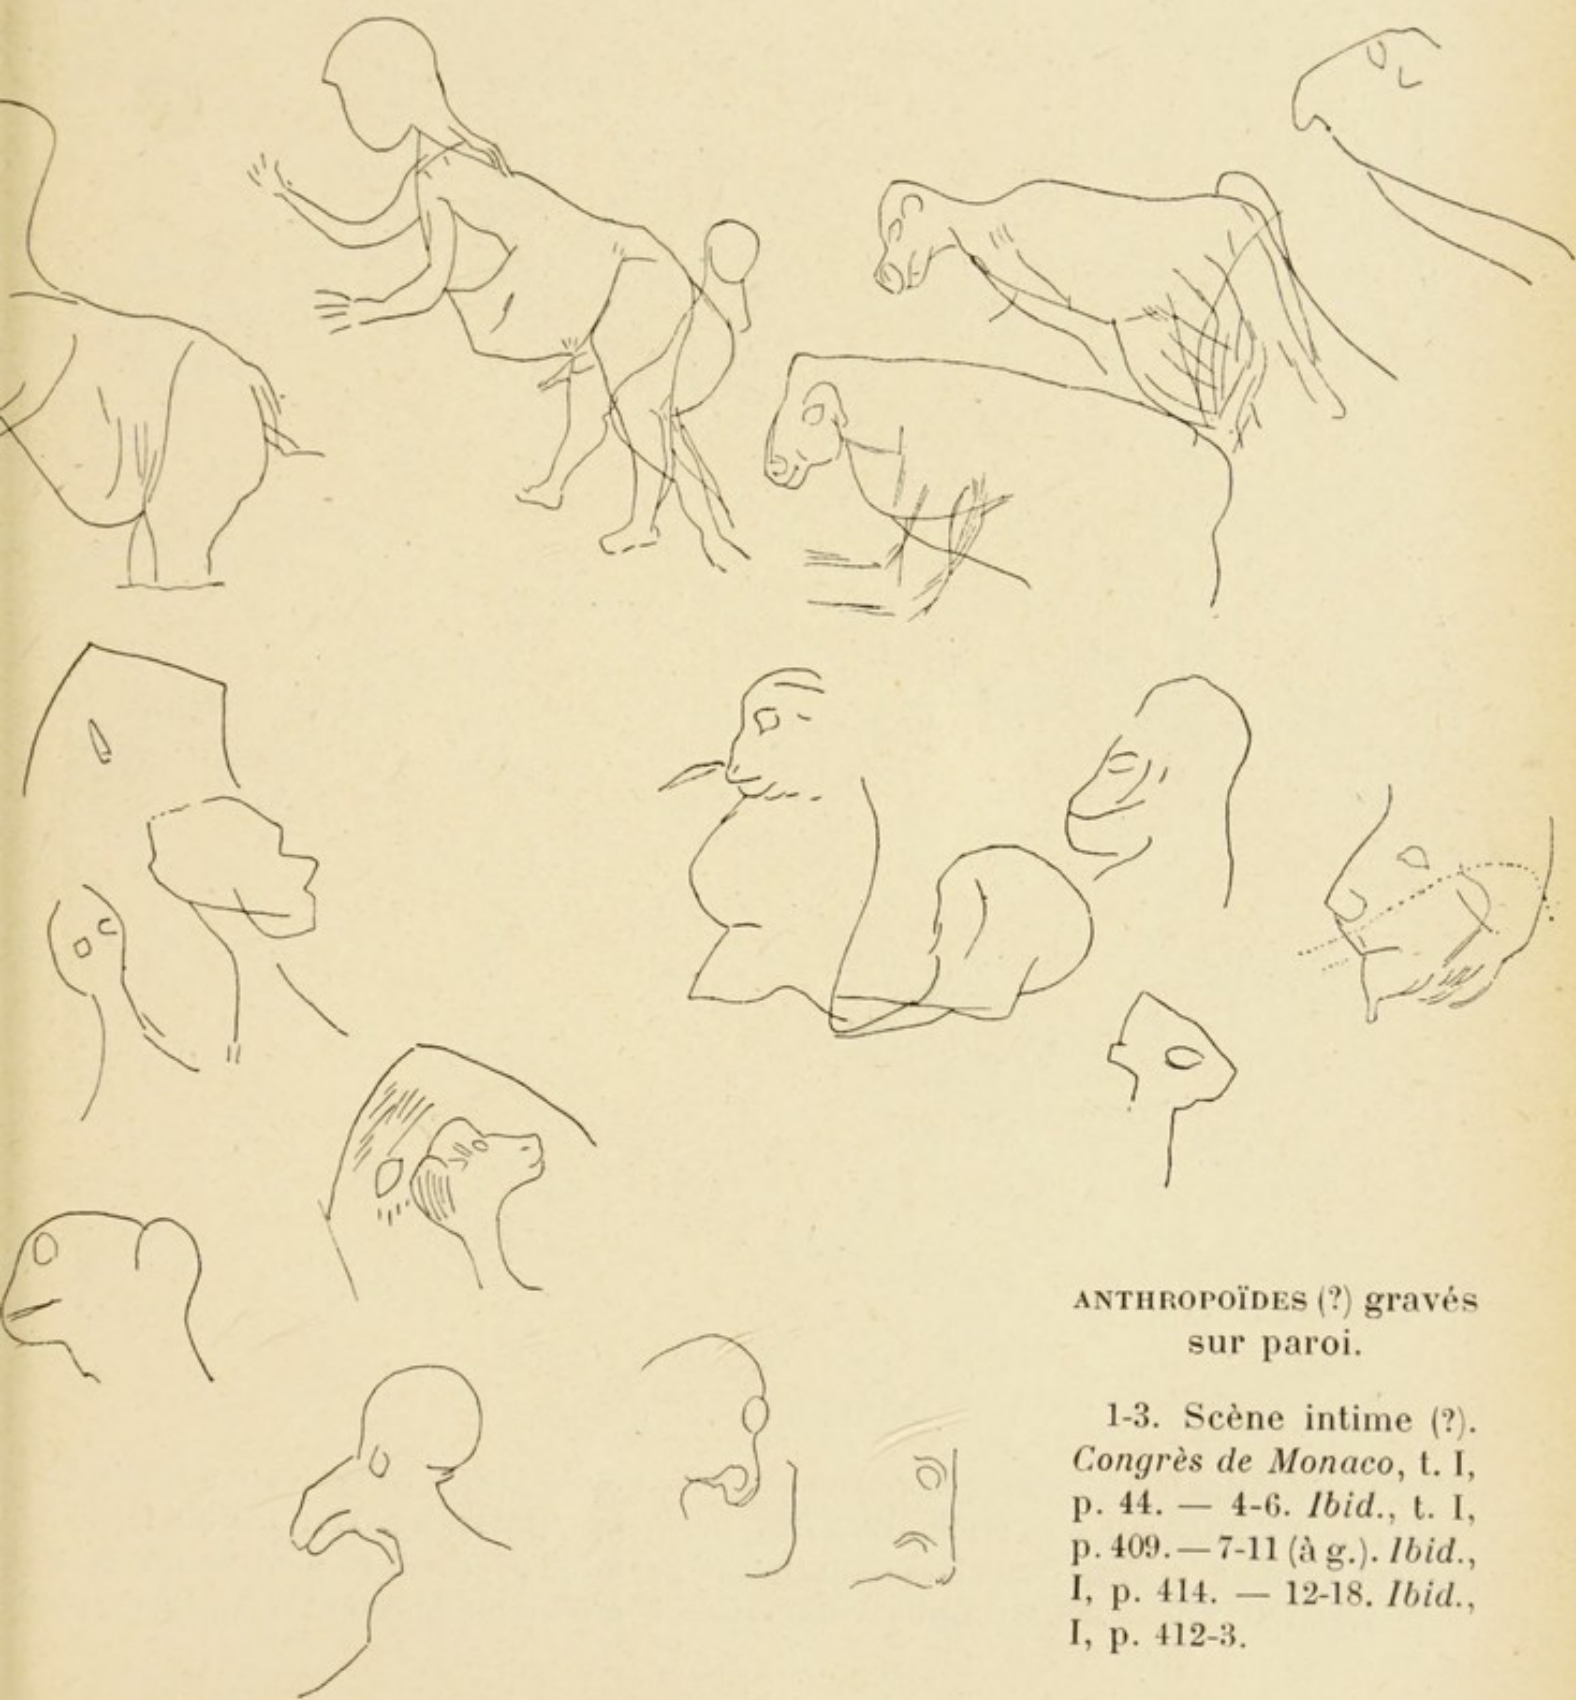 ANTHROPOÏDES (?) gravés
sur paroi.
1-3. Scène intime (?).
Congrès de Monaco, t. I,
p. 44. — 4-6. Ibid., t. I,
p. 409. — 7-11 (à g.). Ibid.,
I, p. 414. — 12-18. Ibid.,
I, p. 412-3.